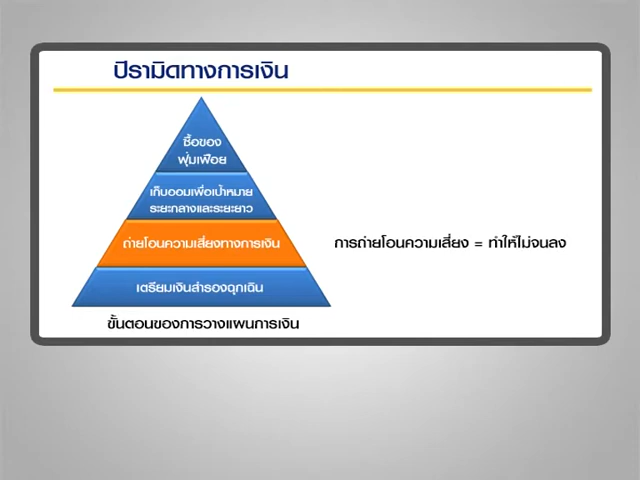 ปิรามิดทางการเงิน
ซื้อของ
ฟุ่มเฟือย
เก็บออมเพื่อเป้าหมาย
ระยะกลางและระยะยาว
ถ่ายโอนความเสี่ยงทางการเงิน
การถ่ายโอนความเสี่ยง = ทำให้ไม่จนลง
เตรียมเงินสำรองฉุกเฉิน
ขั้นตอนของการวางแผนการเงิน